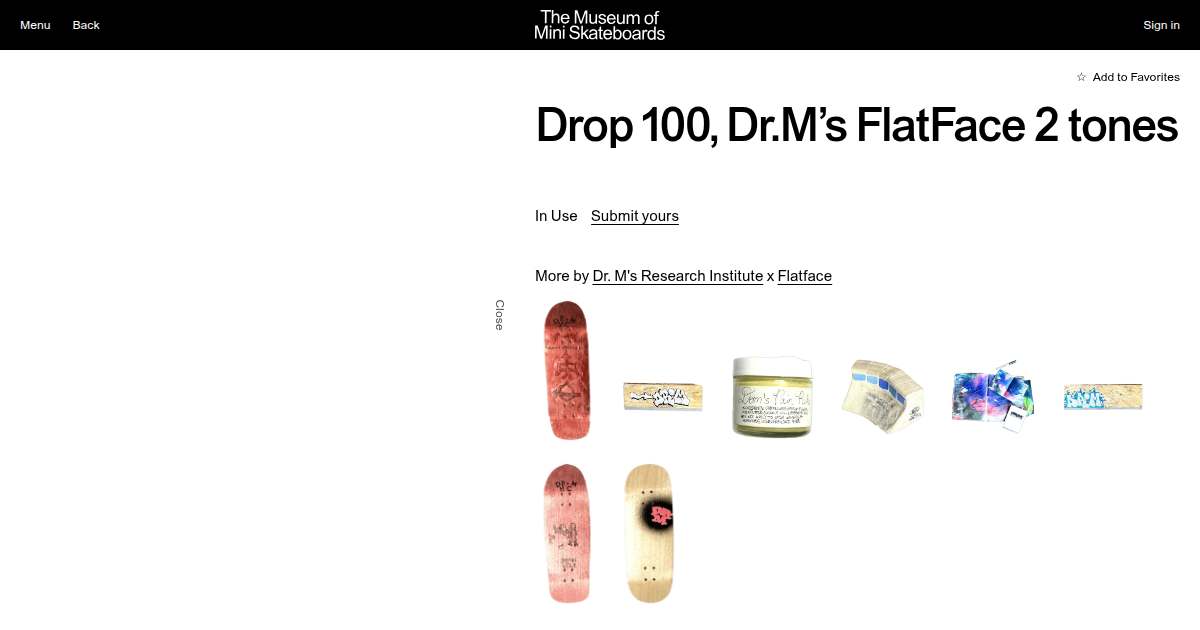 Menu
Back
The Museum of
Mini Skateboards
Sign in
☆ Add to Favorites
Drop 100, Dr.M’s FlatFace 2 tones
In Use
Submit yours
More by Dr. M's Research Institute x Flatface
Close